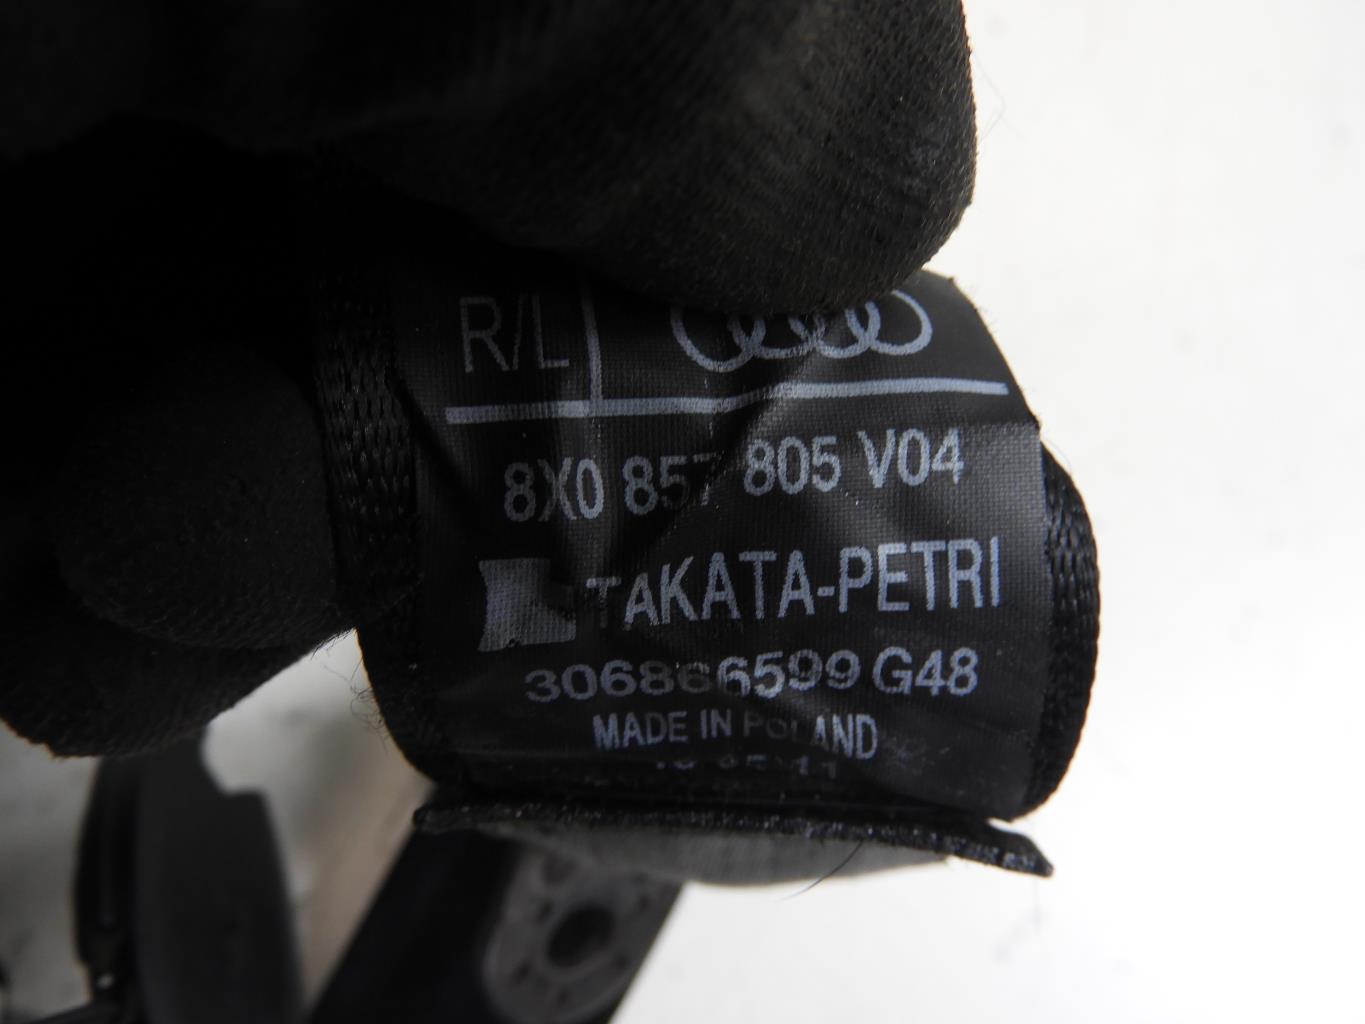 R/L
8X0 857 805 V04
TAKATA-PETRI
306866599 G48
MADE IN POLAND